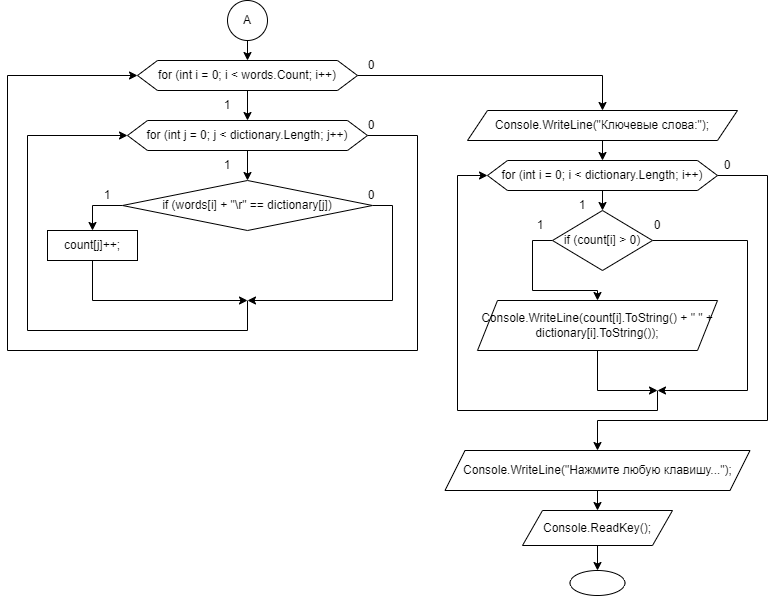 A
for (int i = 0; i < words.Count; i++)
0
1
for (int j = 0; j < dictionary.Length; j++)
0
1
if (words[i] + "\r" == dictionary[j])
1
0
count[j]++;
Console.WriteLine("Ключевые слова:");
for (int i = 0; i < dictionary.Length; i++)
0
1
if (count[i] > 0)
1
0
Console.WriteLine(count[i].ToString() + " " +
dictionary[i].ToString());
Console.WriteLine("Нажмите любую клавишу...");
Console.ReadKey();